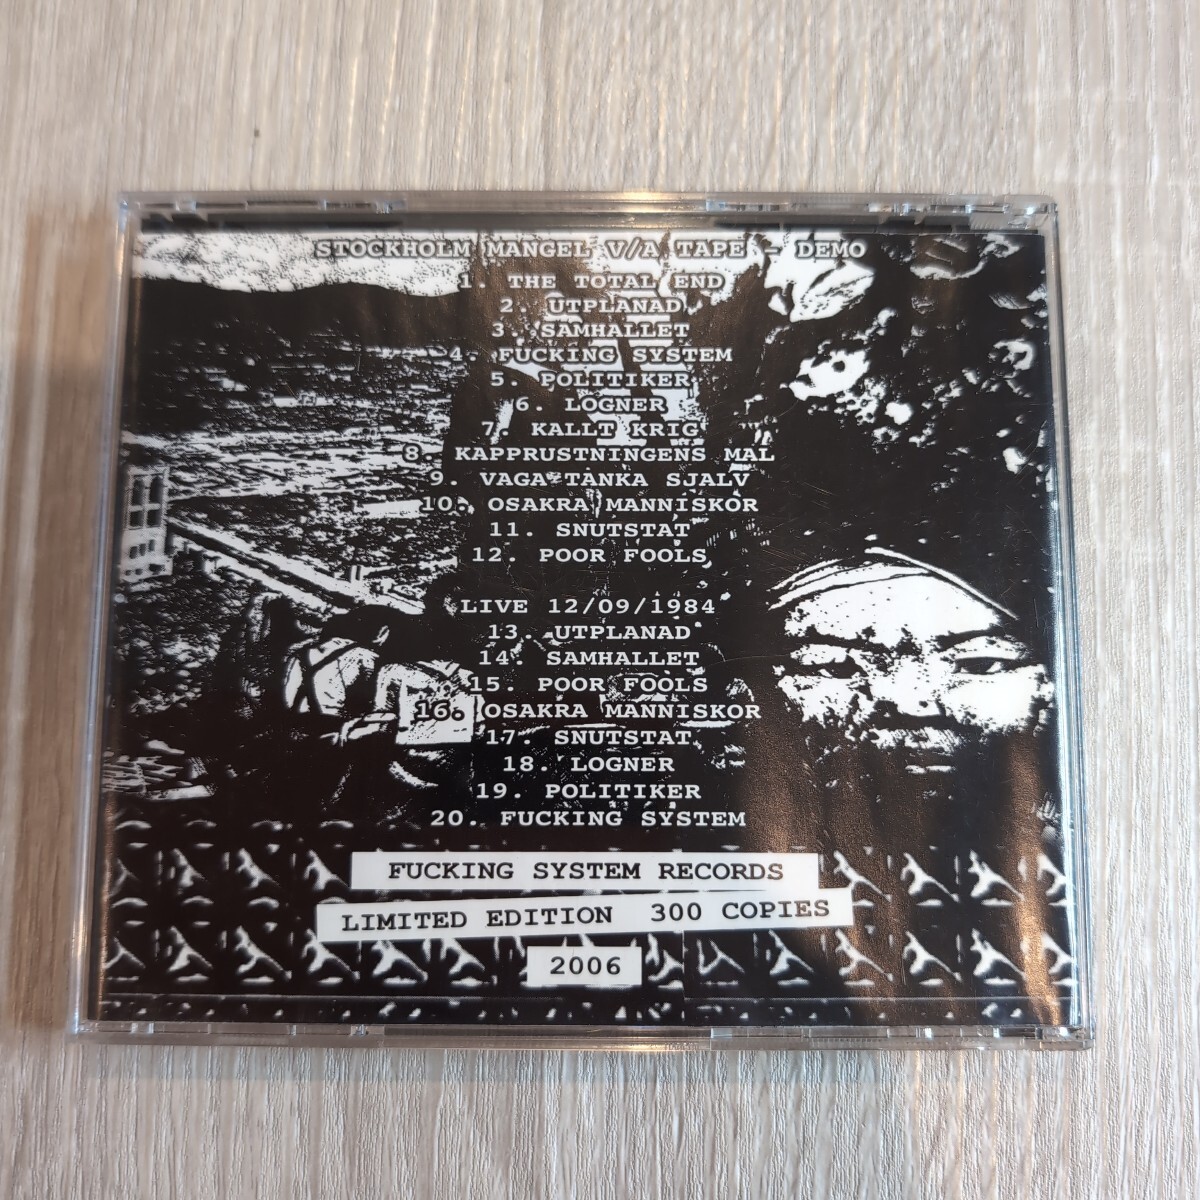 STOCKHOLM MANGEL V/A TAPE - DEMO
1. THE TOTAL END
2. UTPLANAD
3. SAMHALLET
4. FUCKING SYSTEM
5. POLITIKER
6. LOGNER
7. KALLT KRIG
8. KAPPRUSTNINGENS MAL
9. VAGA TANKA SJALV
10. OSAKRA MANNISKOR
11. SNUTSTAT
12. POOR FOOLS
LIVE 12/09/1984
13. UTPLANAD
14. SAMHALLET
15. POOR FOOLS
16. OSAKRA MANNISKOR
17. SNUTSTAT
18. LOGNER
19. POLITIKER
20. FUCKING SYSTEM
FUCKING SYSTEM RECORDS
LIMITED EDITION 300 COPIES
2006